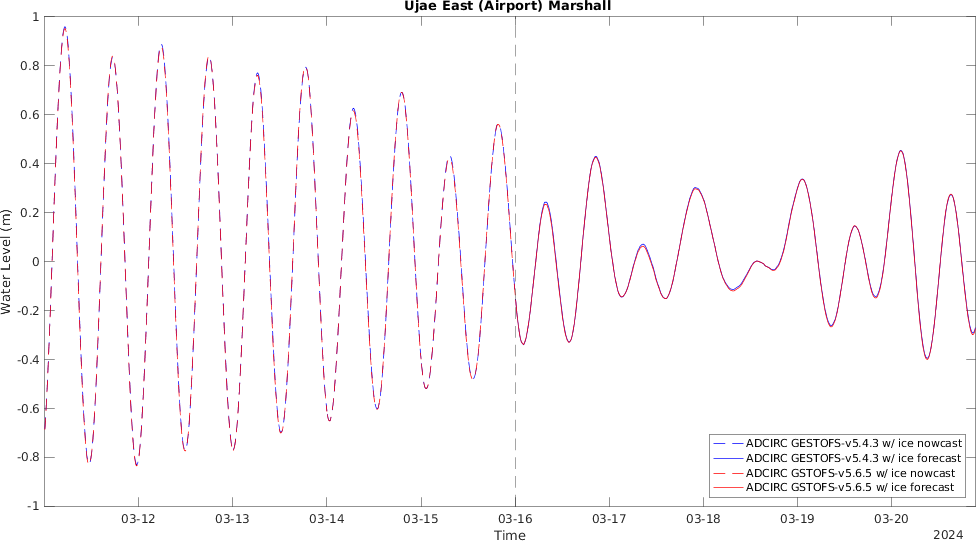 Ujae East (Airport) Marshall
1
0.8
0.6
0.4
0.2
0
-0.2
-0.4
-0.6
-0.8
-1
Water Level (m)
ADCIRC GESTOFS-v5.4.3 w/ ice nowcast
ADCIRC GESTOFS-v5.4.3 w/ ice forecast
ADCIRC GSTOFS-v5.6.5 w/ ice nowcast
ADCIRC GSTOFS-v5.6.5 w/ ice forecast
03-12 03-13 03-14 03-15 03-16 03-17 03-18 03-19 03-20
Time
2024